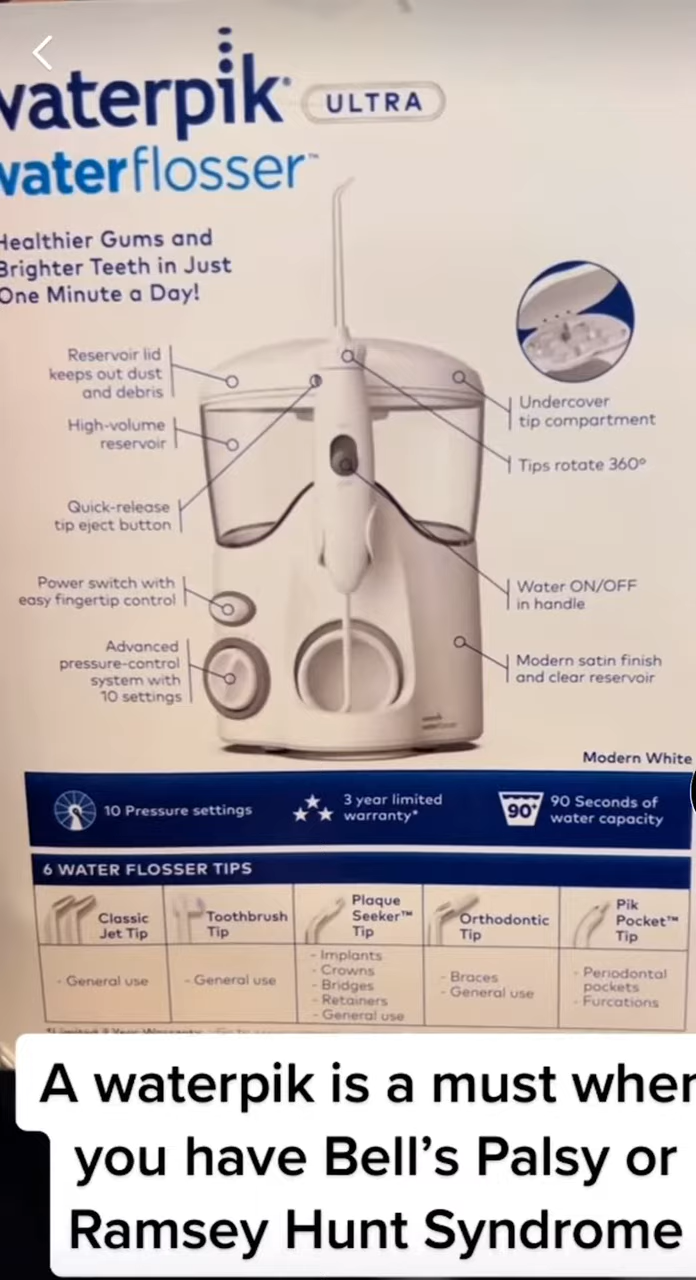 waterpik® ULTRA
waterflosser™
Healthier Gums and
Brighter Teeth in Just
One Minute a Day!
Reservoir lid
keeps out dust
and debris
High-volume
reservoir
Quick-release
tip eject button
Power switch with
easy fingertip control
Advanced
pressure-control
system with
10 settings
Undercover
tip compartment
Tips rotate 360°
Water ON/OFF
in handle
Modern satin finish
and clear reservoir
Modern White
10 Pressure settings
3 year limited
warranty*
90+
90 Seconds of
water capacity
6 WATER FLOSSER TIPS
Classic
Jet Tip
- General use
Toothbrush
Tip
- General use
Plaque
Seeker™
Tip
- Implants
- Crowns
- Bridges
- Retainers
- General use
Orthodontic
Tip
- Braces
- General use
Pik
Pocket™
Tip
- Periodontal
pockets
- Furcations
A waterpik is a must when
you have Bell's Palsy or
Ramsey Hunt Syndrome